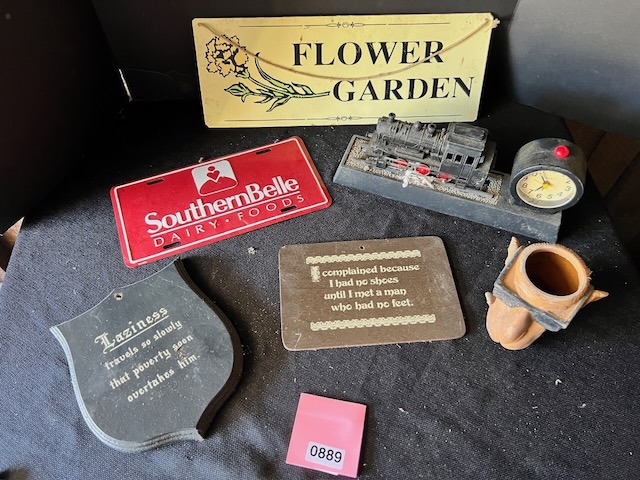 FLOWER
GARDEN
SouthernBelle
DAIRY • FOODS
I complained because
I had no shoes
until I met a man
who had no feet.
Laziness
travels so slowly
that poverty soon
overtakes him.
0889